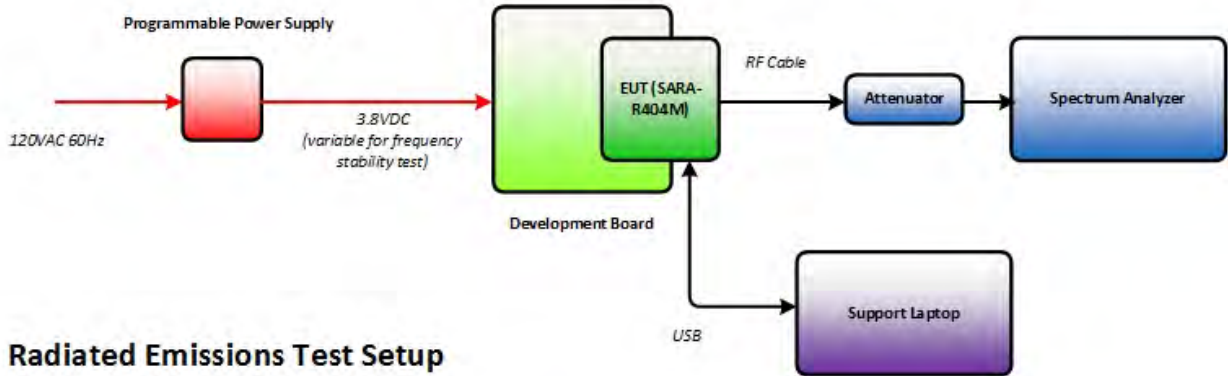 Programmable Power Supply
120VAC 60Hz
3.8VDC
(variable for frequency
stability test)
EUT (SARA-
R404M)
Development Board
RF Cable
Attenuator
Spectrum Analyzer
USB
Support Laptop
Radiated Emissions Test Setup